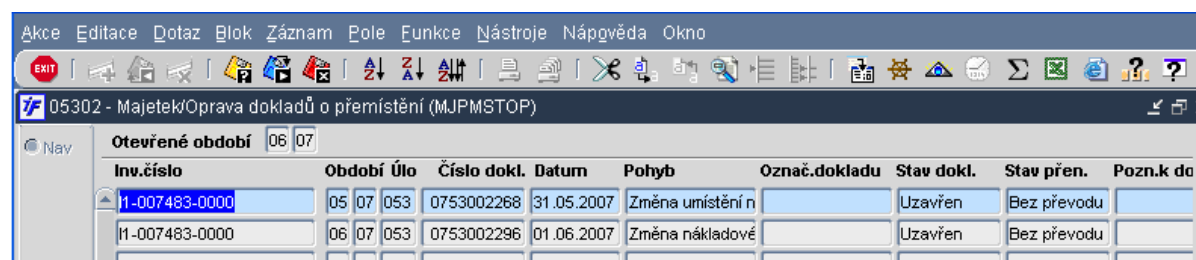 Akce Editace Dotaz Blok Záznam Pole Funkce Nástroje Nápověda Okno
EXIT
05302 - Majetek/Oprava dokladů o přemístění (MJPMSTOP)
Nav Otevřené období 06 07
Inv.číslo Období Úlo Číslo dokl. Datum Pohyb Označ.dokladu Stav dokl. Stav přen. Pozn.k do
I1-007483-0000 05 07 053 0753002268 31.05.2007 Změna umístění n Uzavřen Bez převodu
I1-007483-0000 06 07 053 0753002296 01.06.2007 Změna nákladové Uzavřen Bez převodu